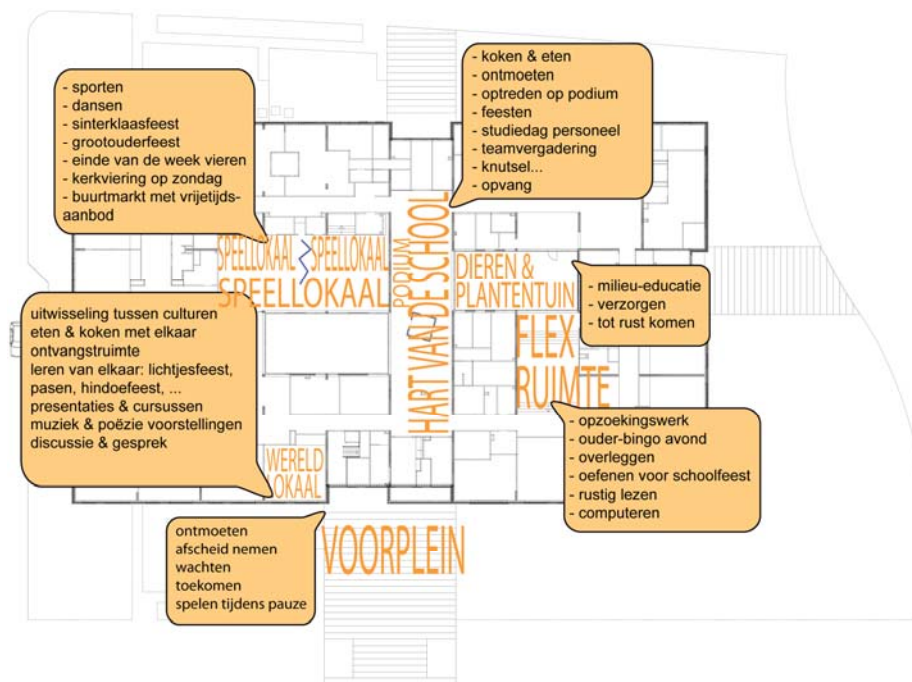 - sporten
- dansen
- sinterklaasfeest
- grootouderfeest
- einde van de week vieren
- kerkviering op zondag
- buurtmarkt met vrijetijds-
aanbod
- koken & eten
- ontmoeten
- optreden op podium
- feesten
- studiedag personeel
- teamvergadering
- knutsel...
- opvang
SPEELLOKAAL SPEELLOKAAL
SPEELLOKAAL
PODIUM
HART VAN DE SCHOOL
DIEREN &
PLANTENTUIN
- milieu-educatie
- verzorgen
- tot rust komen
uitwisseling tussen culturen
eten & koken met elkaar
ontvangstruimte
leren van elkaar: lichtjesfeest,
pasen, hindoefeest, ...
presentaties & cursussen
muziek & poëzie voorstellingen
discussie & gesprek
FLEX
RUIMTE
- opzoekingswerk
- ouder-bingo avond
- overleggen
- oefenen voor schoolfeest
- rustig lezen
- computeren
WERELD
LOKAAL
ontmoeten
afscheid nemen
wachten
toekomen
spelen tijdens pauze
VOORPLEIN